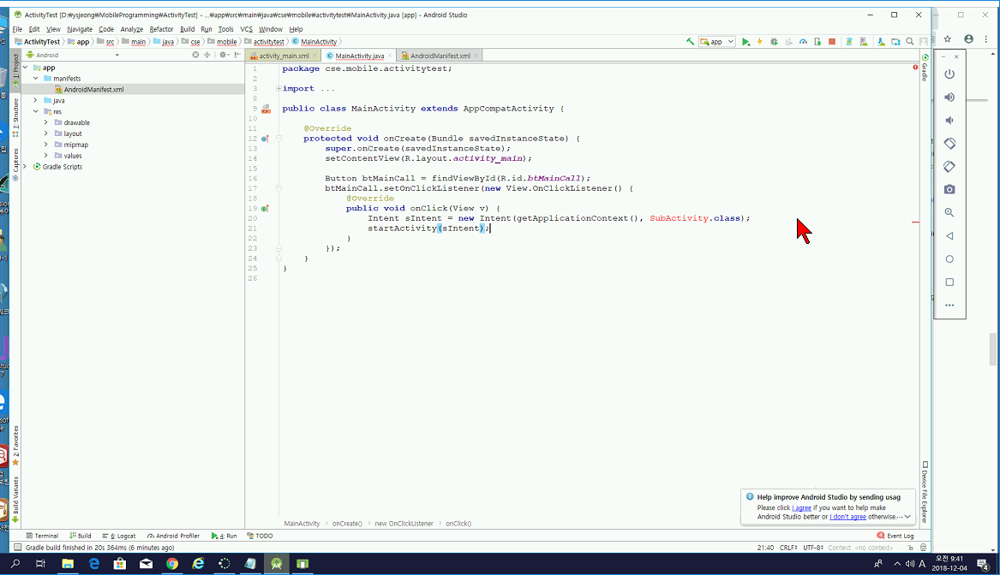 ActivityTest [D:#ysjeong#MobileProgramming#ActivityTest] - ...#app#src#main#java#cse#mobile#activitytest#MainActivity.java [app] - Android Studio
File Edit View Navigate Code Analyze Refactor Build Run Tools VCS Window Help
ActivityTest app src main java cse mobile activitytest MainActivity
app
Android
activity_main.xml MainActivity.java AndroidManifest.xml
1: Project
7: Structure
Captures
2: Favorites
Build Variants
app
manifests
AndroidManifest.xml
java
res
drawable
layout
mipmap
values
Gradle Scripts
1 package cse.mobile.activitytest;
2
3 import ...
8
9 public class MainActivity extends AppCompatActivity {
10
11 @Override
12 protected void onCreate(Bundle savedInstanceState) {
13 super.onCreate(savedInstanceState);
14 setContentView(R.layout.activity_main);
15
16 Button btMainCall = findViewById(R.id.btMainCall);
17 btMainCall.setOnClickListener(new View.OnClickListener() {
18 @Override
19 public void onClick(View v) {
20 Intent sIntent = new Intent(getApplicationContext(), SubActivity.class);
21 startActivity(sIntent);
22 }
23 });
24 }
25 }
26
Gradle
Device File Explorer
Help improve Android Studio by sending usag
Please click I agree if you want to help make
Android Studio better or I don't agree otherwise....
MainActivity onCreate() new OnClickListener onClick()
Terminal Build 6: Logcat Android Profiler 4: Run TODO
4 Event Log
Gradle build finished in 20s 364ms (6 minutes ago)
21:40 CRLF÷ UTF-8÷ Context: <no context>
A 오전 9:41
2018-12-04
4